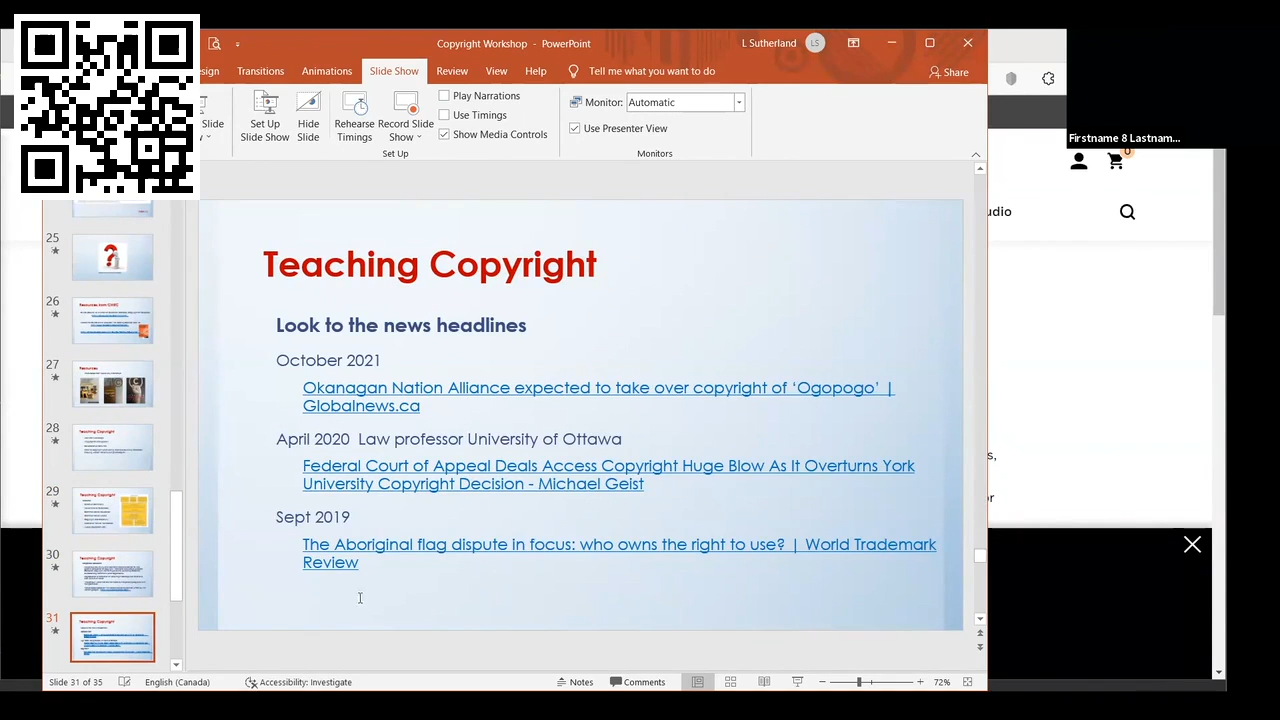 Copyright Workshop - PowerPoint
L Sutherland
LS
esign
Transitions
Animations
Slide Show
Review
View
Help
Tell me what you want to do
Share
Slide
Set Up
Slide Show
Hide
Slide
Rehearse
Timings
Record Slide
Show
Play Narrations
Use Timings
Show Media Controls
Set Up
Monitor: Automatic
Use Presenter View
Monitors
Firstname 8 Lastnam...
0
udio
s,
or
25
26
27
28
29
30
31
Teaching Copyright
Look to the news headlines
October 2021
Okanagan Nation Alliance expected to take over copyright of ‘Ogopogo’ |
Globalnews.ca
April 2020 Law professor University of Ottawa
Federal Court of Appeal Deals Access Copyright Huge Blow As It Overturns York
University Copyright Decision - Michael Geist
Sept 2019
The Aboriginal flag dispute in focus: who owns the right to use? | World Trademark
Review
Slide 31 of 35
English (Canada)
Accessibility: Investigate
Notes
Comments
72%